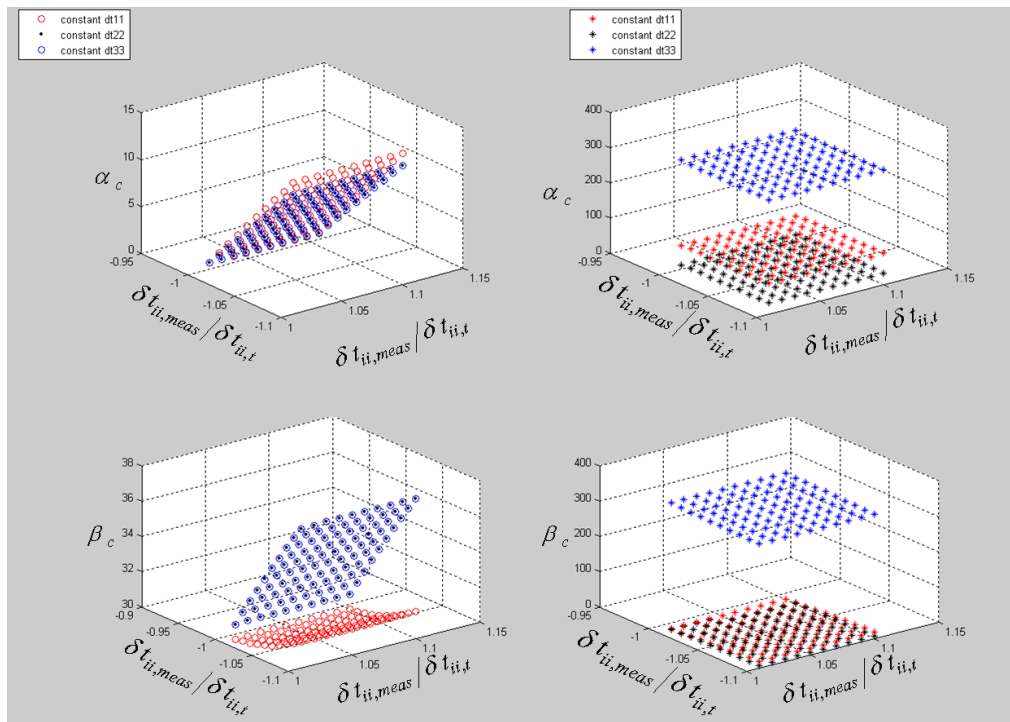 constant dt11
constant dt22
constant dt33
15
10
5
0
α c
-0.95
-1
-1.05
-1.1
1
1.05
1.1
1.15
δ t ii,meas / δ t ii,t
δ t ii,meas | δ t ii,t
constant dt11
constant dt22
constant dt33
400
300
200
100
0
α c
-0.95
-1
-1.05
-1.1
1
1.05
1.1
1.15
δ t ii,meas / δ t ii,t
δ t ii,meas | δ t ii,t
38
36
34
32
30
β c
-0.9
-0.95
-1
-1.05
-1.1
1
1.05
1.1
1.15
δ t ii,meas / δ t ii,t
δ t ii,meas | δ t ii,t
400
300
200
100
0
β c
-0.9
-0.95
-1
-1.05
-1.1
1
1.05
1.1
1.15
δ t ii,meas / δ t ii,t
δ t ii,meas | δ t ii,t